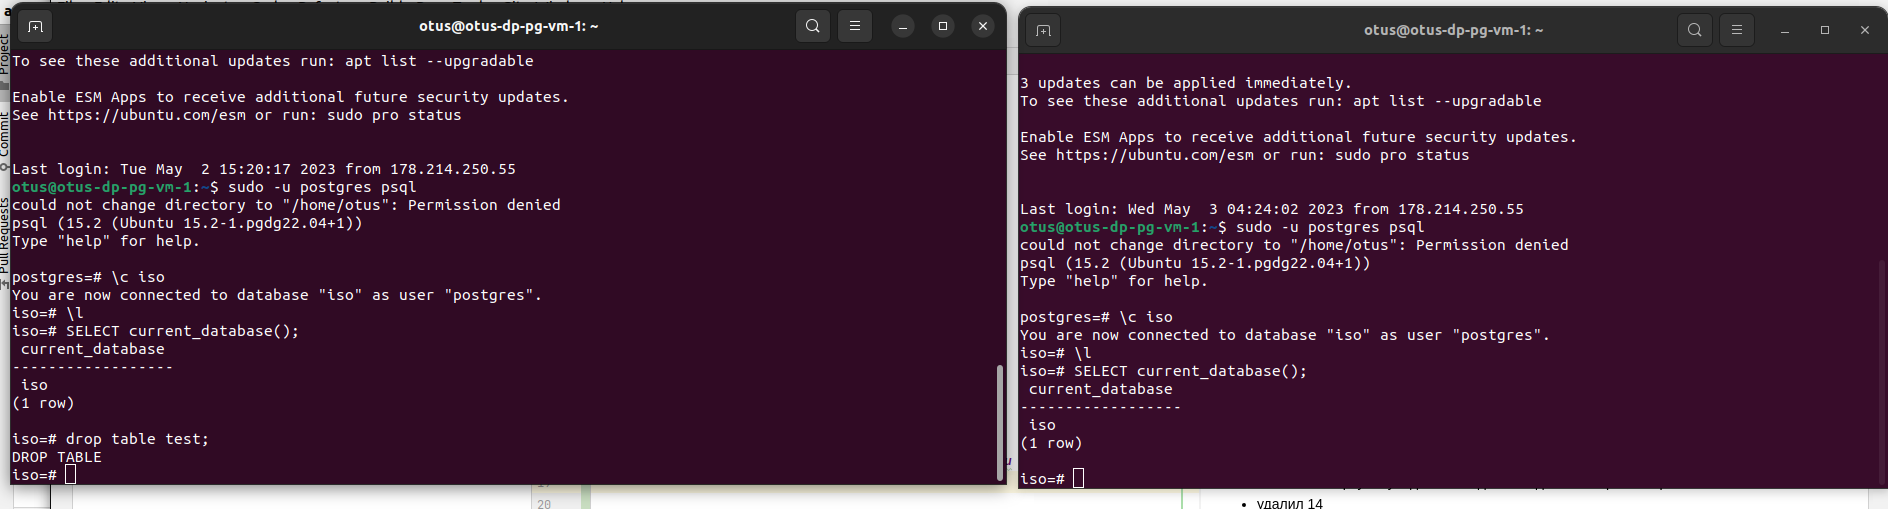 otus@otus-dp-pg-vm-1: ~
To see these additional updates run: apt list --upgradable
Enable ESM Apps to receive additional future security updates.
See https://ubuntu.com/esm or run: sudo pro status
Last login: Tue May  2 15:20:17 2023 from 178.214.250.55
otus@otus-dp-pg-vm-1:~$ sudo -u postgres psql
could not change directory to "/home/otus": Permission denied
psql (15.2 (Ubuntu 15.2-1.pgdg22.04+1))
Type "help" for help.
postgres=# \c iso
You are now connected to database "iso" as user "postgres".
iso=# \l
iso=# SELECT current_database();
current_database
------------------
iso
(1 row)
iso=# drop table test;
DROP TABLE
iso=#
otus@otus-dp-pg-vm-1: ~
3 updates can be applied immediately.
To see these additional updates run: apt list --upgradable
Enable ESM Apps to receive additional future security updates.
See https://ubuntu.com/esm or run: sudo pro status
Last login: Wed May  3 04:24:02 2023 from 178.214.250.55
otus@otus-dp-pg-vm-1:~$ sudo -u postgres psql
could not change directory to "/home/otus": Permission denied
psql (15.2 (Ubuntu 15.2-1.pgdg22.04+1))
Type "help" for help.
postgres=# \c iso
You are now connected to database "iso" as user "postgres".
iso=# \l
iso=# SELECT current_database();
current_database
------------------
iso
(1 row)
iso=#
Project
Commit
Pull Requests
20
• удалил 14